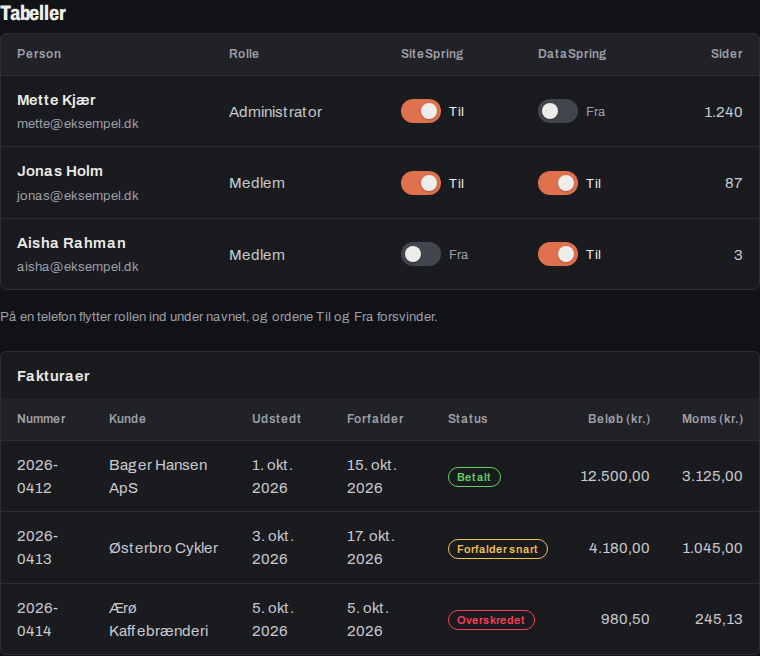 Tabeller
Person Rolle SiteSpring DataSpring Sider
Mette Kjær
mette@eksempel.dk
Administrator Til Fra 1.240
Jonas Holm
jonas@eksempel.dk
Medlem Til Til 87
Aisha Rahman
aisha@eksempel.dk
Medlem Fra Til 3
På en telefon flytter rollen ind under navnet, og ordene Til og Fra forsvinder.
Fakturaer
Nummer Kunde Udstedt Forfalder Status Beløb (kr.) Moms (kr.)
2026-0412 Bager Hansen ApS 1. okt. 2026 15. okt. 2026 Betalt 12.500,00 3.125,00
2026-0413 Østerbro Cykler 3. okt. 2026 17. okt. 2026 Forfalder snart 4.180,00 1.045,00
2026-0414 Ærø Kaffebrænderi 5. okt. 2026 5. okt. 2026 Overskredet 980,50 245,13